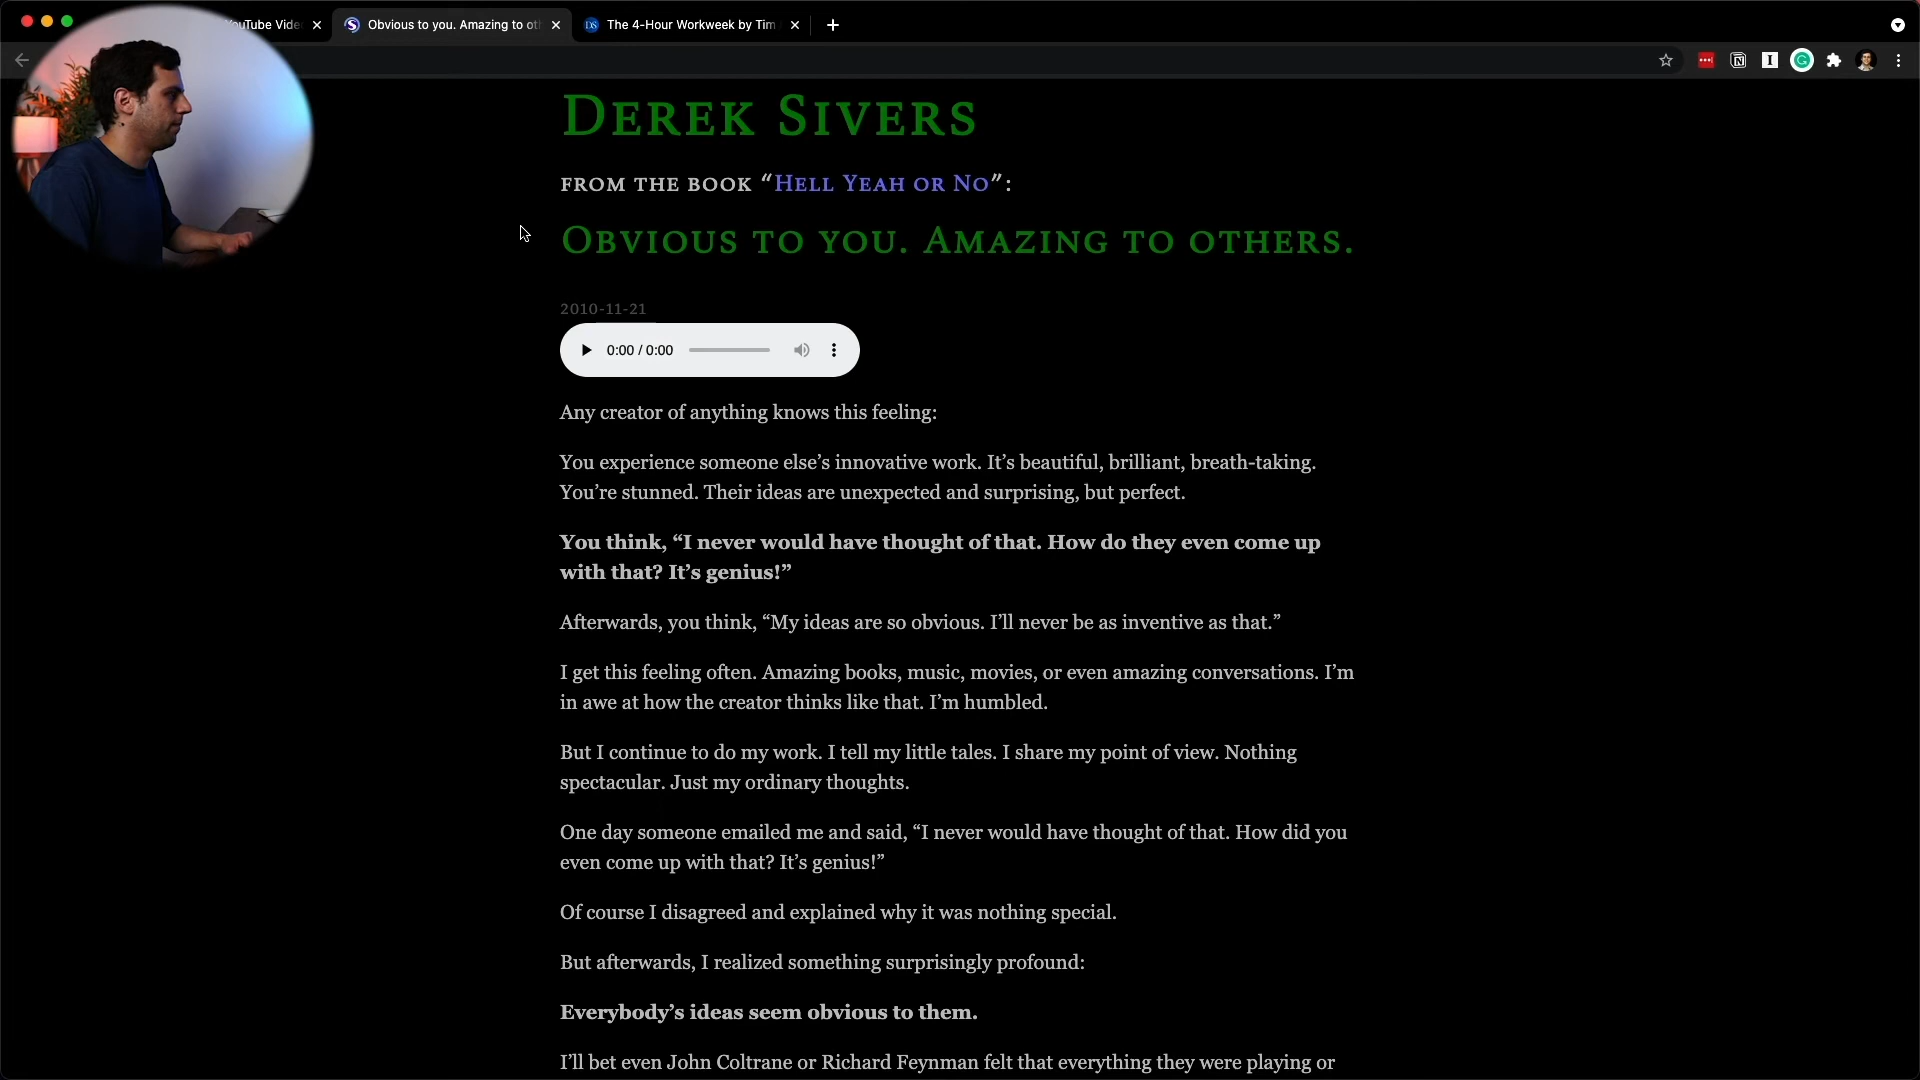 YouTube Vide
Obvious to you. Amazing to ot
The 4-Hour Workweek by Tim
DEREK SIVERS
FROM THE BOOK “HELL YEAH OR NO”:
OBVIOUS TO YOU. AMAZING TO OTHERS.
2010-11-21
0:00 / 0:00
Any creator of anything knows this feeling:
You experience someone else’s innovative work. It’s beautiful, brilliant, breath-taking.
You’re stunned. Their ideas are unexpected and surprising, but perfect.
You think, “I never would have thought of that. How do they even come up
with that? It’s genius!”
Afterwards, you think, “My ideas are so obvious. I’ll never be as inventive as that.”
I get this feeling often. Amazing books, music, movies, or even amazing conversations. I’m
in awe at how the creator thinks like that. I’m humbled.
But I continue to do my work. I tell my little tales. I share my point of view. Nothing
spectacular. Just my ordinary thoughts.
One day someone emailed me and said, “I never would have thought of that. How did you
even come up with that? It’s genius!”
Of course I disagreed and explained why it was nothing special.
But afterwards, I realized something surprisingly profound:
Everybody’s ideas seem obvious to them.
I’ll bet even John Coltrane or Richard Feynman felt that everything they were playing or